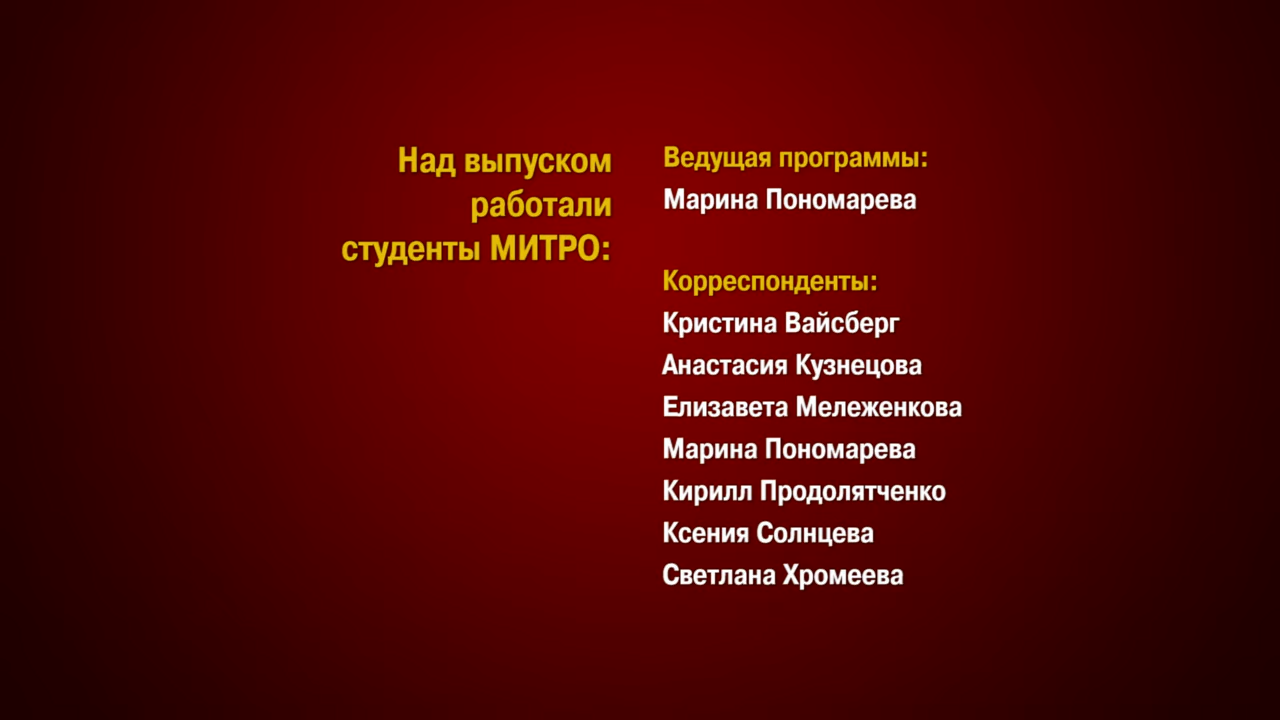 Над выпуском
работали
студенты МИТРО:
Ведущая программы:
Марина Пономарева
Корреспонденты:
Кристина Вайсберг
Анастасия Кузнецова
Елизавета Мележенкова
Марина Пономарева
Кирилл Продолятченко
Ксения Солнцева
Светлана Хромеева